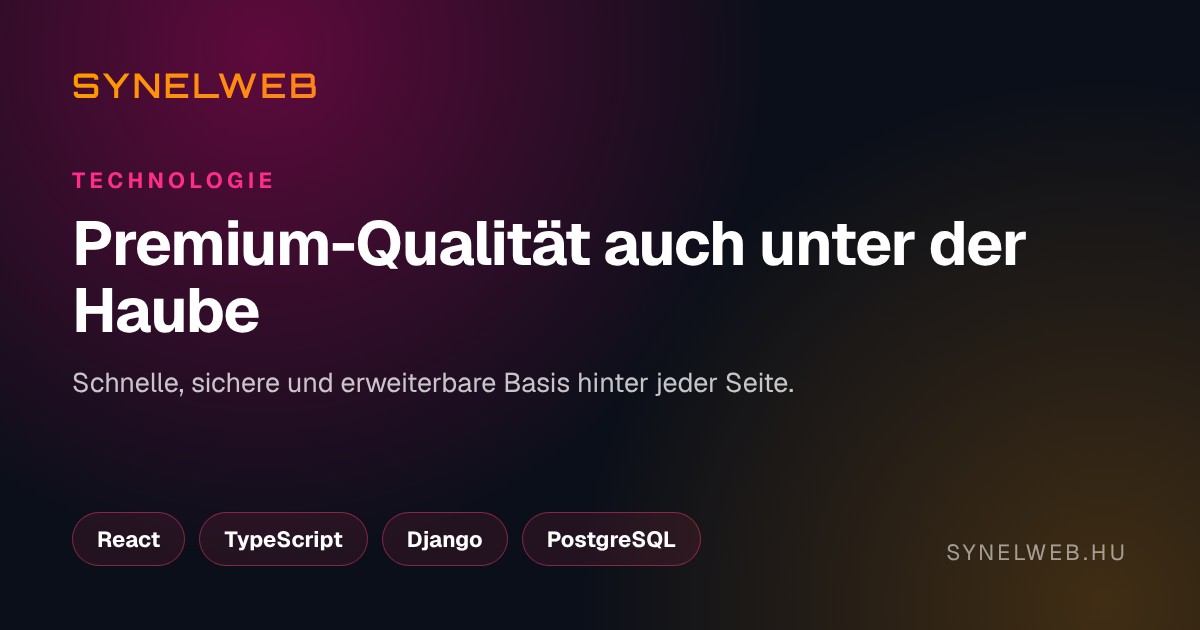 SYNELWEB
TECHNOLOGIE
Premium-Qualität auch unter der
Haube
Schnelle, sichere und erweiterbare Basis hinter jeder Seite.
React
TypeScript
Django
PostgreSQL
SYNELWEB.HU